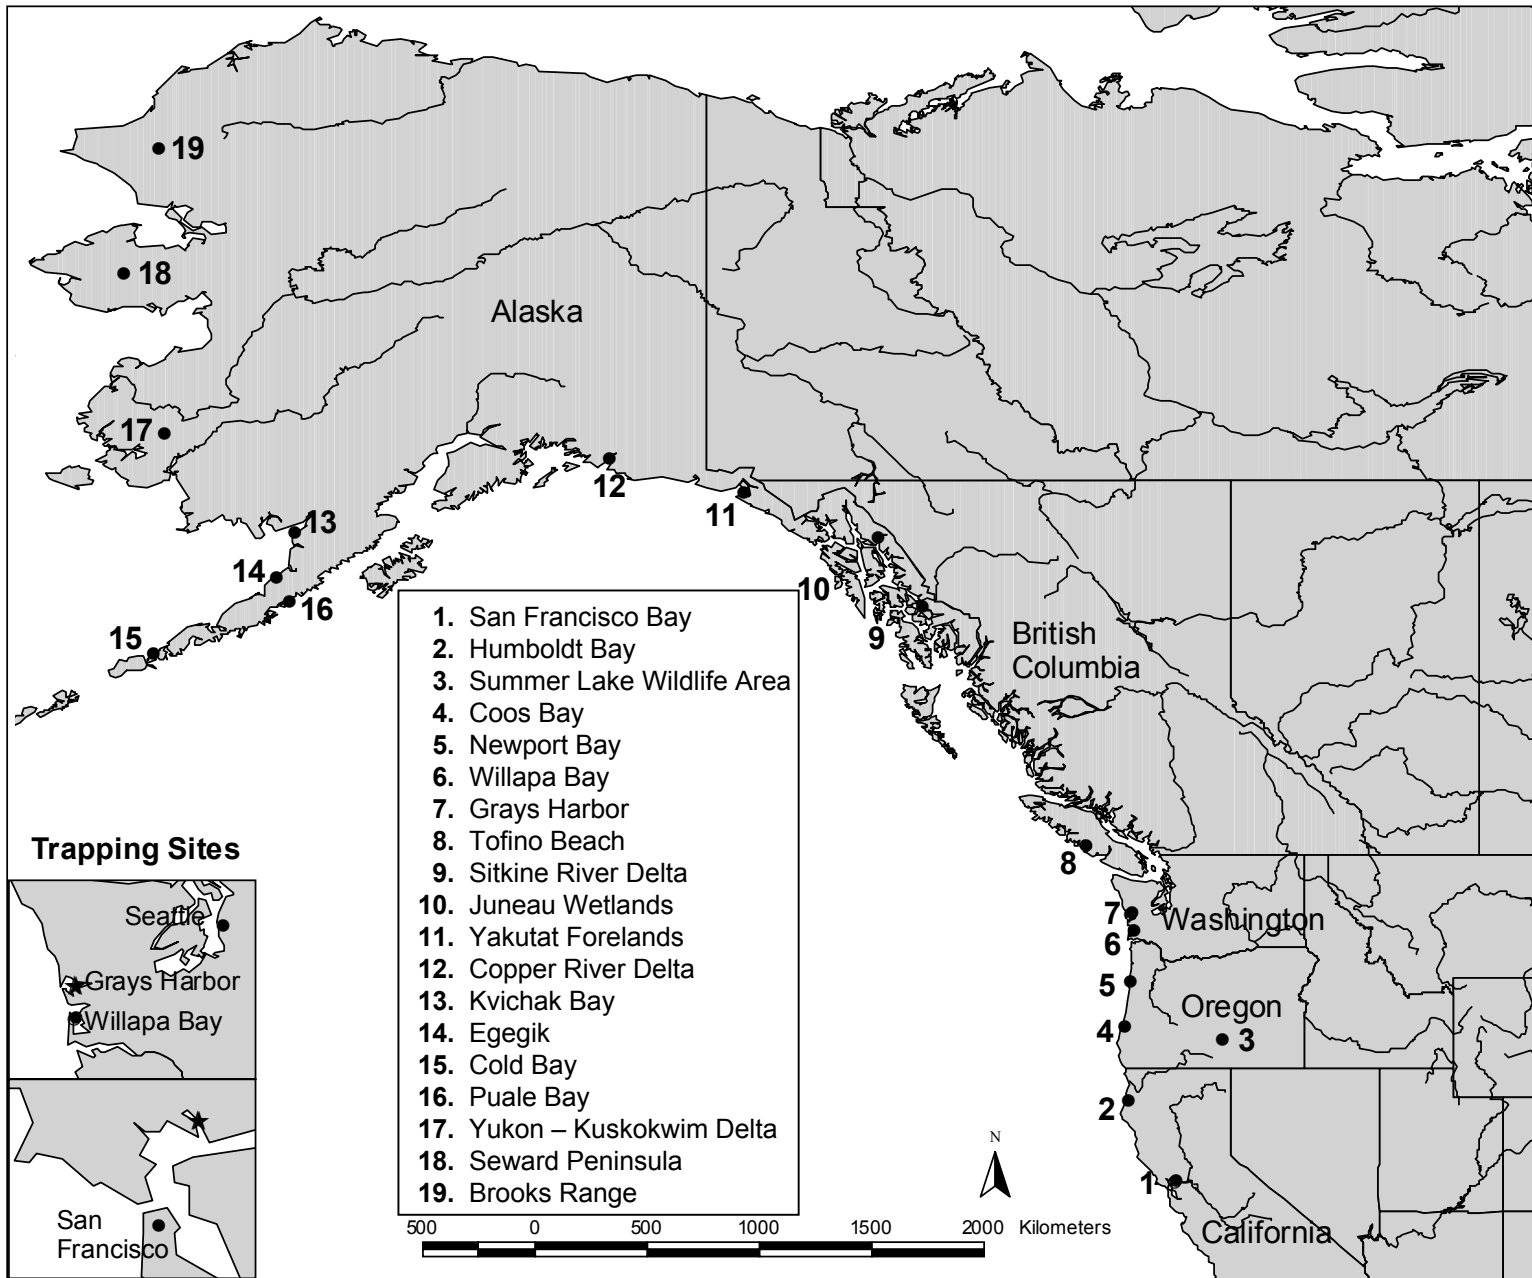 19
18
Alaska
17
12
11
13
14
16
15
10
9
British
Columbia
8
7
Washington
6
5
Oregon
4
3
2
1
California
1. San Francisco Bay
2. Humboldt Bay
3. Summer Lake Wildlife Area
4. Coos Bay
5. Newport Bay
6. Willapa Bay
7. Grays Harbor
8. Tofino Beach
9. Sitkine River Delta
10. Juneau Wetlands
11. Yakutat Forelands
12. Copper River Delta
13. Kvichak Bay
14. Egegik
15. Cold Bay
16. Puale Bay
17. Yukon – Kuskokwim Delta
18. Seward Peninsula
19. Brooks Range
Trapping Sites
Seattle
Grays Harbor
Willapa Bay
San
Francisco
N
500 0 500 1000 1500 2000 Kilometers